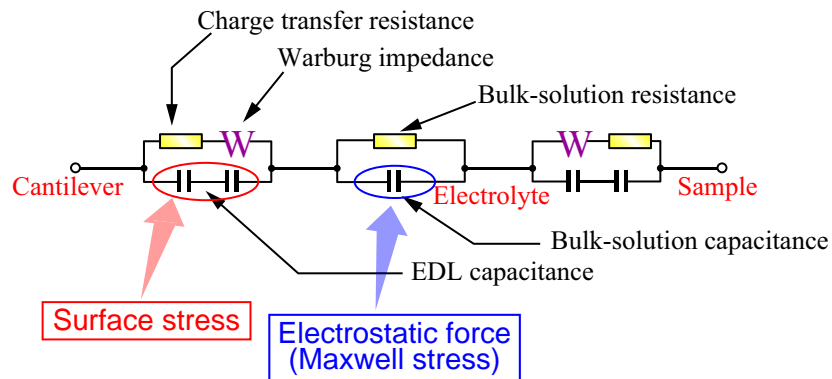 Charge transfer resistance
Warburg impedance
Bulk-solution resistance
W
W
Cantilever
Electrolyte
Sample
Bulk-solution capacitance
EDL capacitance
Surface stress
Electrostatic force
(Maxwell stress)